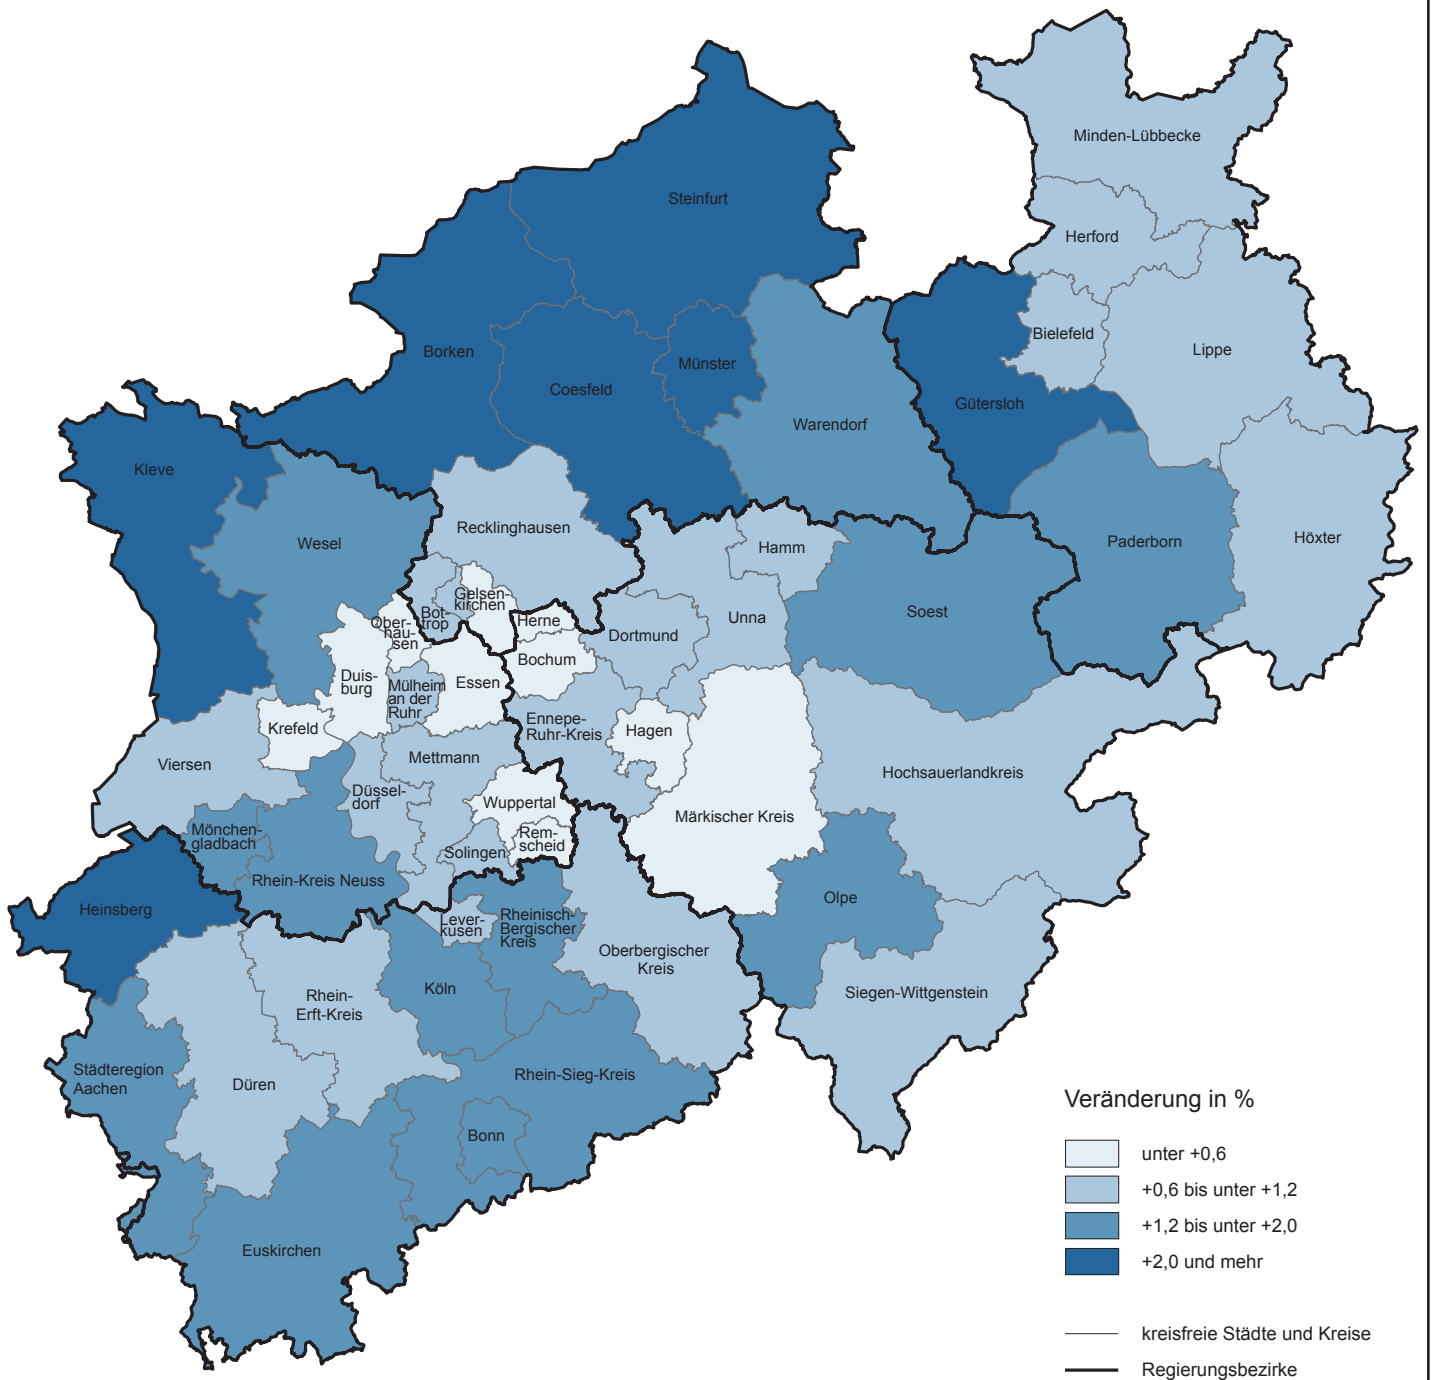 Minden-Lübbecke
Steinfurt
Herford
Bielefeld
Lippe
Borken
Münster
Coesfeld
Gütersloh
Warendorf
Kleve
Recklinghausen
Wesel
Hamm
Paderborn
Höxter
Gelsen-
kirchen
Bot-
trop
Ober-
hau-
sen
Herne
Dortmund
Unna
Soest
Bochum
Duis-
burg
Mülheim
an der
Ruhr
Essen
Krefeld
Ennepe-
Ruhr-Kreis
Hagen
Viersen
Mettmann
Hochsauerlandkreis
Düssel-
dorf
Wuppertal
Märkischer Kreis
Mönchen-
gladbach
Rem-
scheid
Solingen
Rhein-Kreis Neuss
Olpe
Heinsberg
Lever-
kusen
Rheinisch-
Bergischer
Kreis
Oberbergischer
Kreis
Köln
Rhein-
Erft-Kreis
Siegen-Wittgenstein
Städteregion
Aachen
Düren
Rhein-Sieg-Kreis
Bonn
Euskirchen
Veränderung in %
unter +0,6
+0,6 bis unter +1,2
+1,2 bis unter +2,0
+2,0 und mehr
kreisfreie Städte und Kreise
Regierungsbezirke